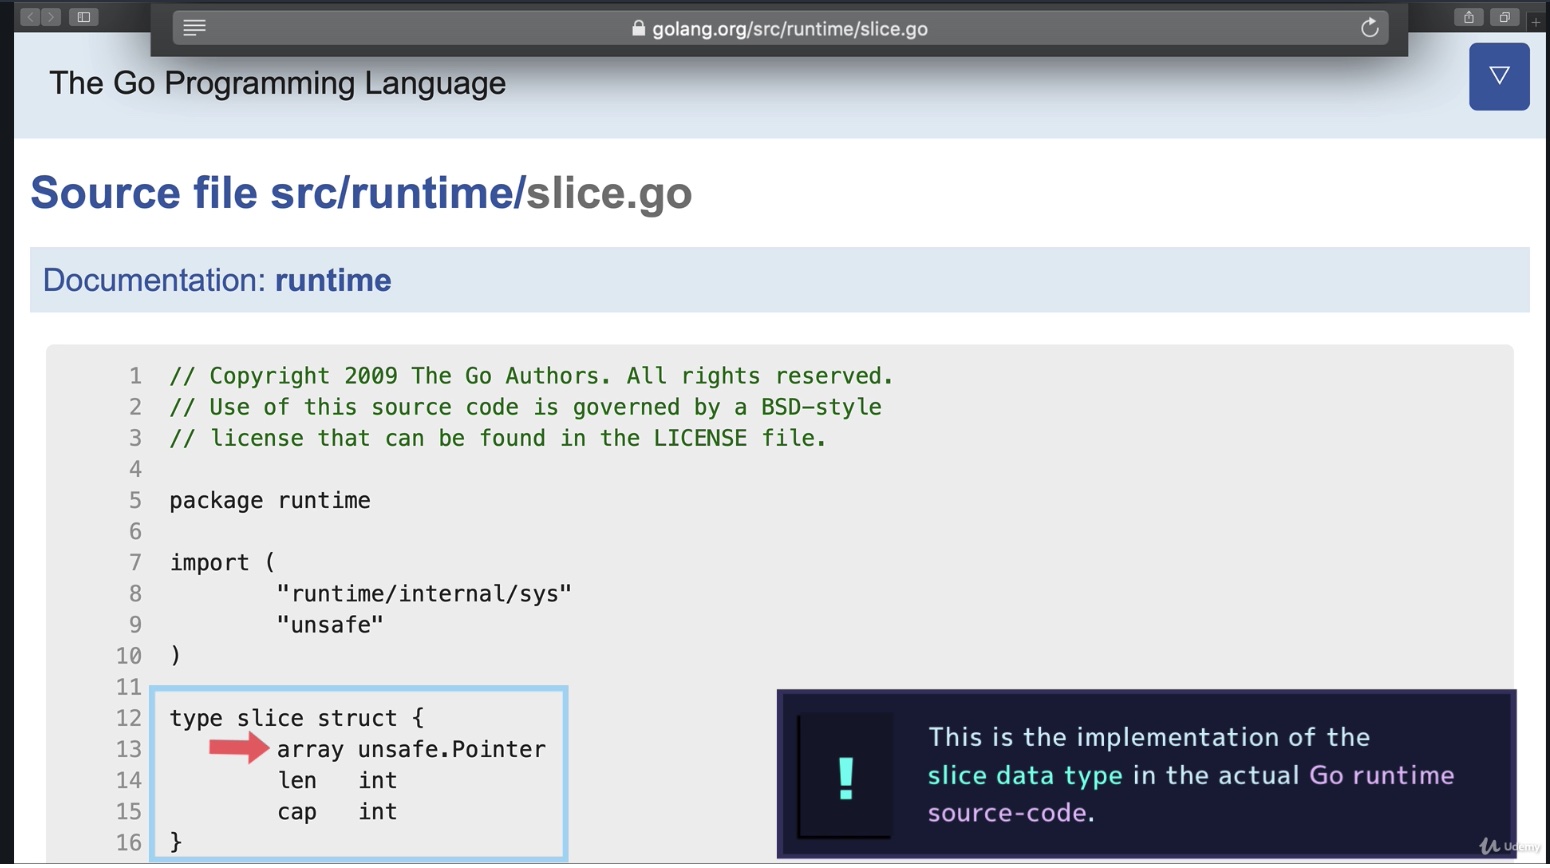 golang.org/src/runtime/slice.go
The Go Programming Language
Source file src/runtime/slice.go
Documentation: runtime
1 // Copyright 2009 The Go Authors. All rights reserved.
2 // Use of this source code is governed by a BSD-style
3 // license that can be found in the LICENSE file.
4
5 package runtime
6
7 import (
8 "runtime/internal/sys"
9 "unsafe"
10 )
11
12 type slice struct {
13 array unsafe.Pointer
14 len int
15 cap int
16 }
!
This is the implementation of the
slice data type in the actual Go runtime
source-code.
Udemy